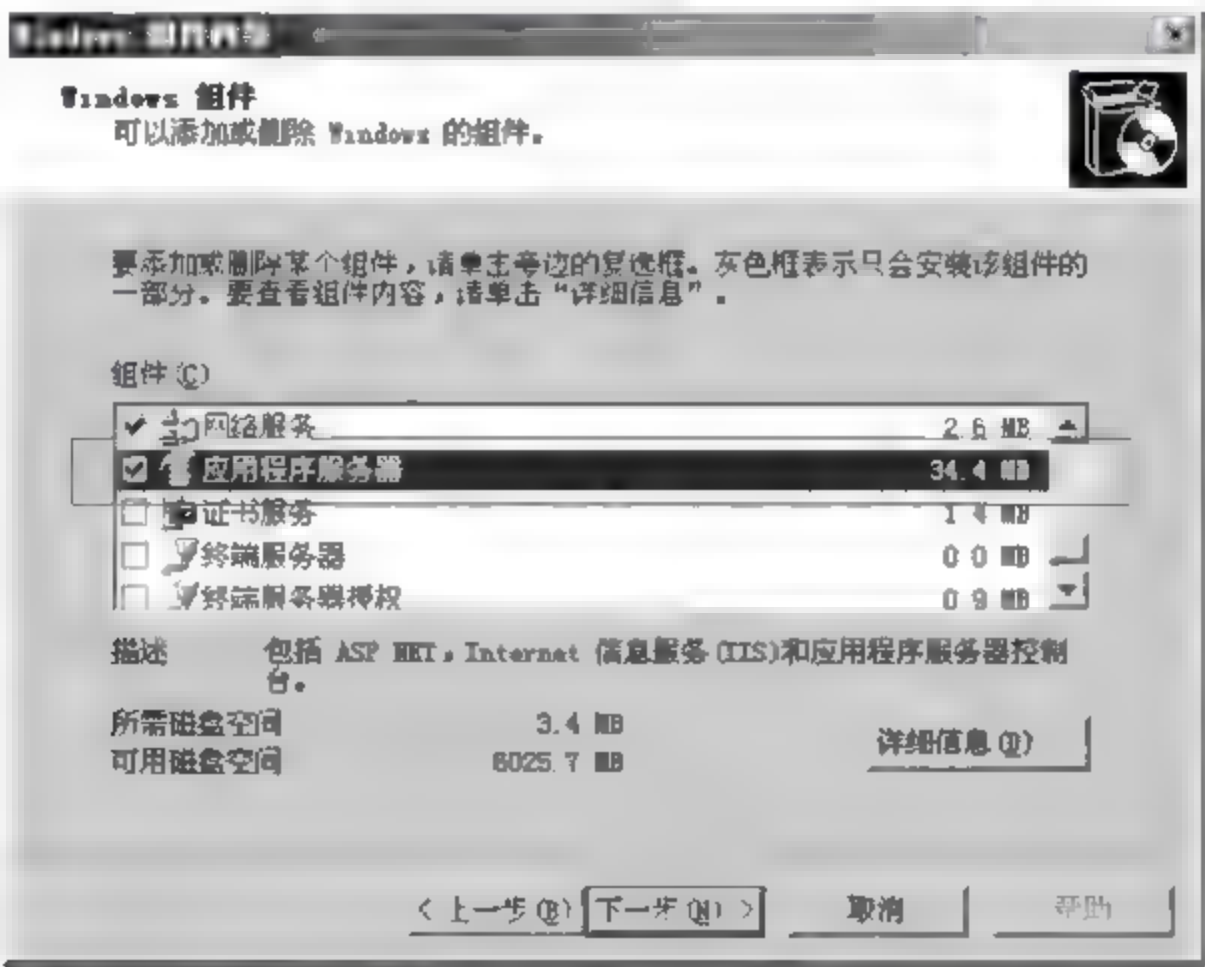 Windows 组件
可以添加或删除 Windows 的组件。
要添加或删除某个组件，请单击旁边的复选框。灰色框表示只会安装该组件的
一部分。要查看组件内容，请单击“详细信息”。
组件(C)
网络服务 2.6 MB
应用程序服务器 34.4 MB
证书服务 1.4 MB
终端服务器 0.0 MB
终端服务器授权 0.9 MB
描述 包括 ASP NET，Internet 信息服务(IIS)和应用程序服务器控制
台。
所需磁盘空间 3.4 MB
可用磁盘空间 6025.7 MB
详细信息(D)
< 上一步(B) 下一步(N) > 取消 帮助